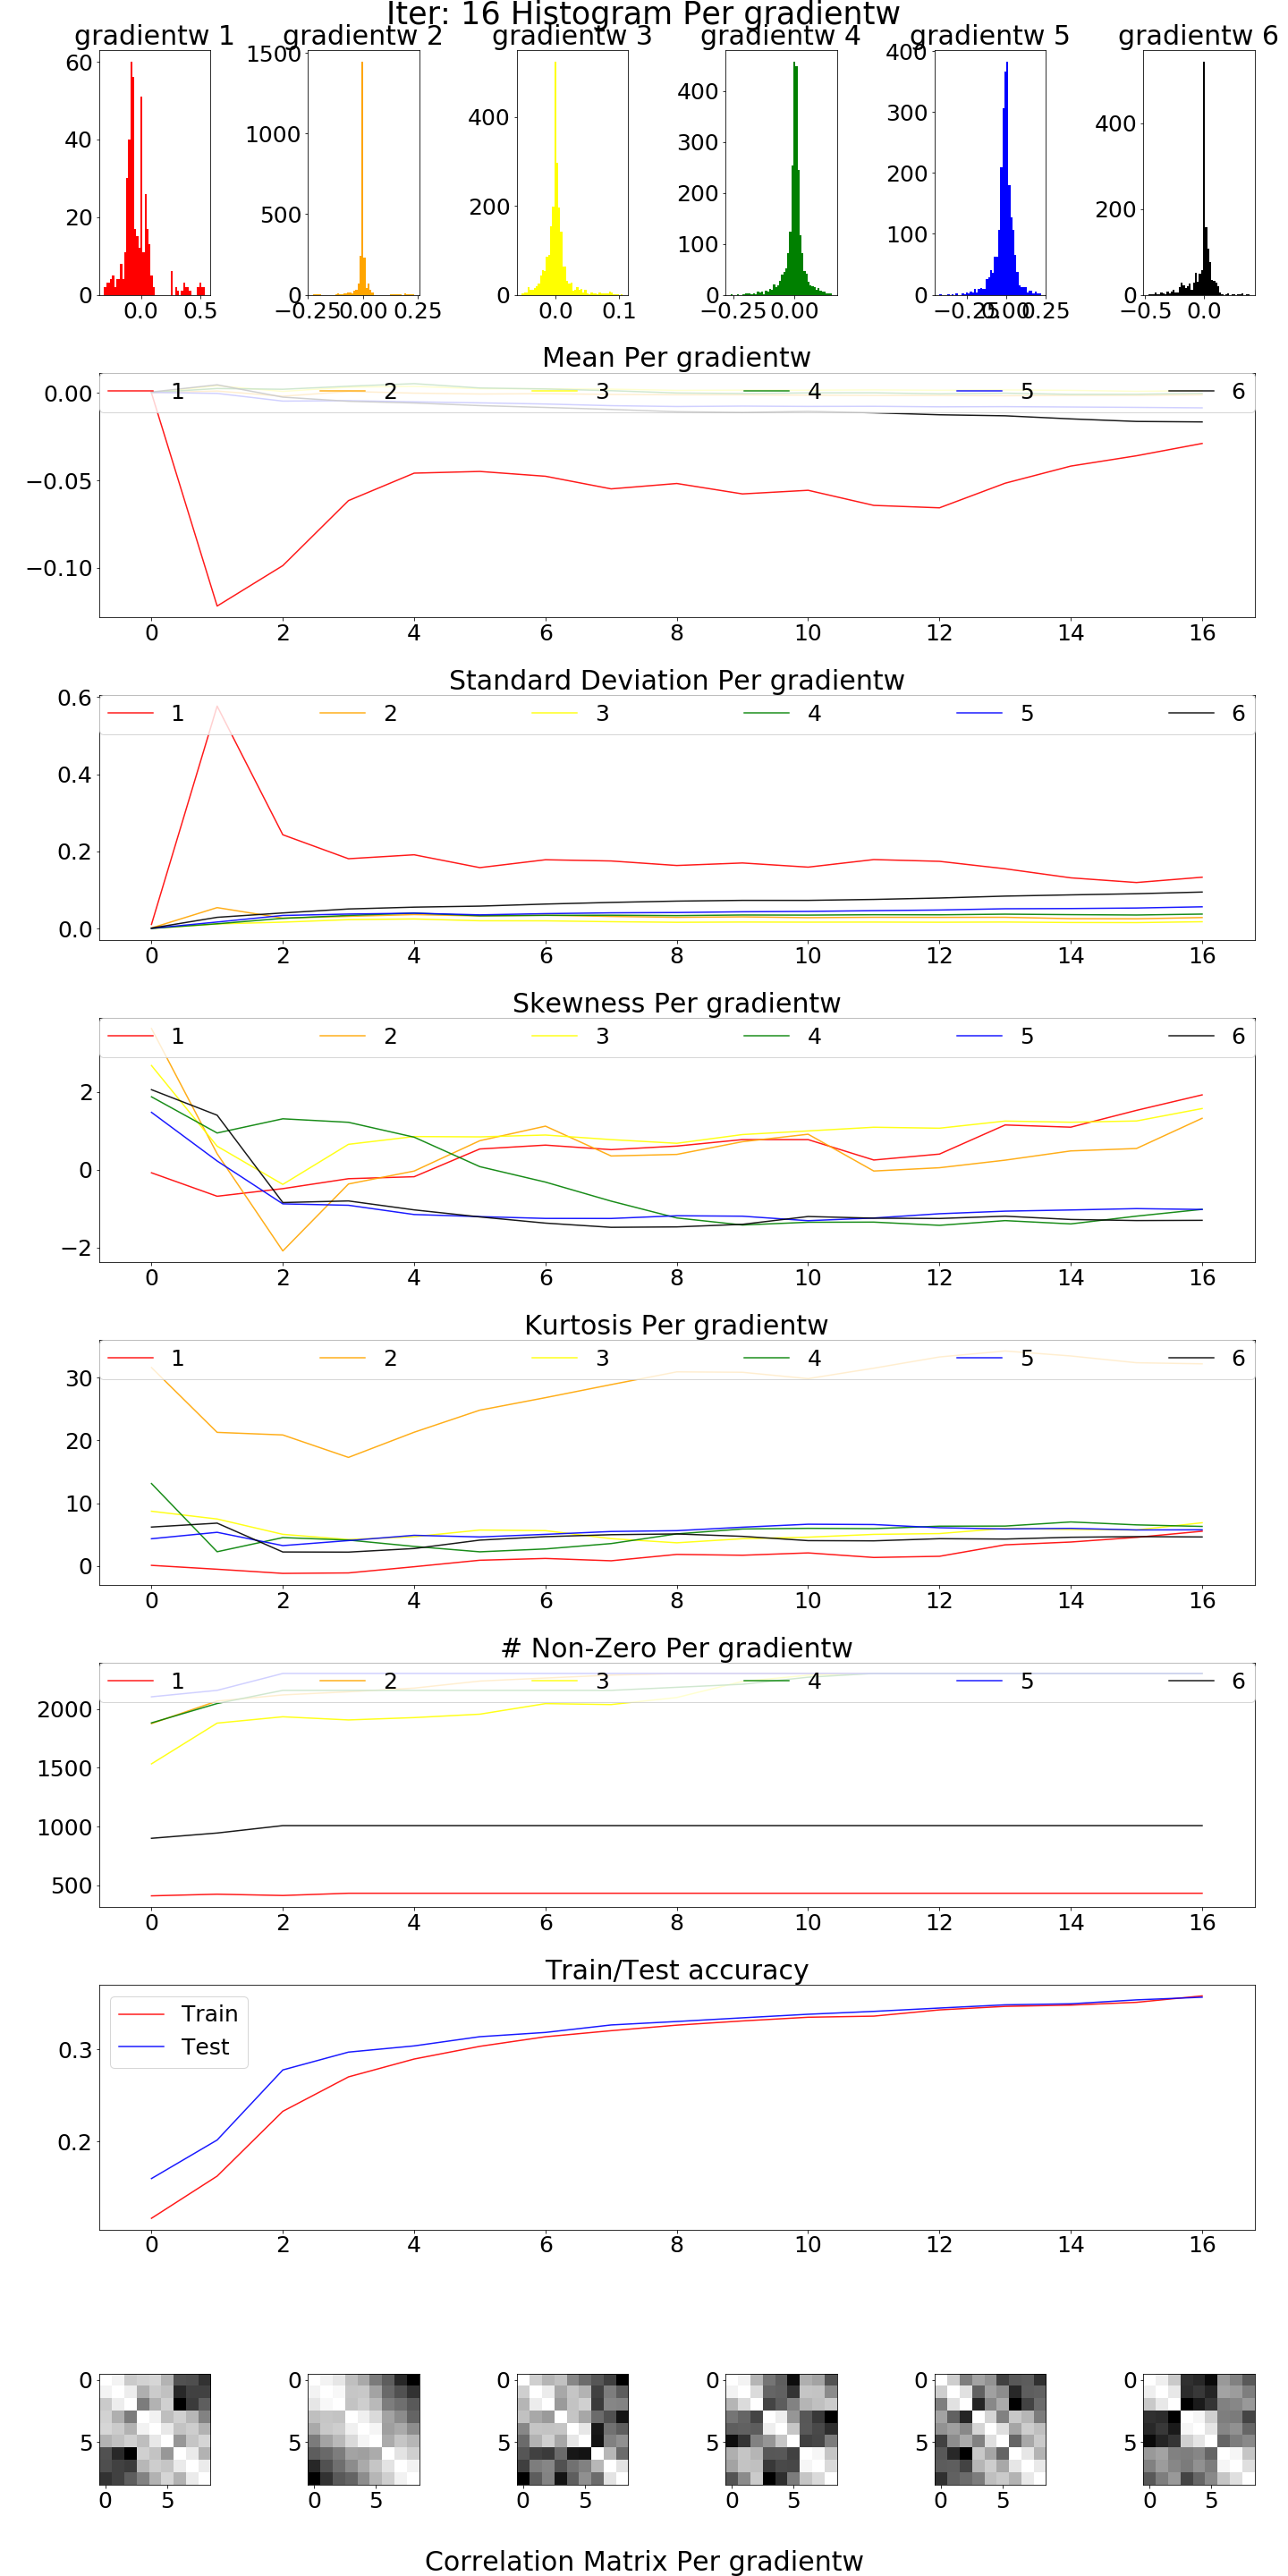 Iter: 16 Histogram Per gradientw
gradientw 1 gradientw 2 gradientw 3 gradientw 4 gradientw 5 gradientw 6
60 40 20 0
0.0 0.5
1500 1000 500 0
−0.25 0.00 0.25
400 200 0
0.0 0.1
400 300 200 100 0
−0.25 0.00
400 300 200 100 0
−0.25 0.00 0.25
400 200 0
−0.5 0.0
Mean Per gradientw
1 2 3 4 5 6
0.00
−0.05
−0.10
0 2 4 6 8 10 12 14 16
Standard Deviation Per gradientw
1 2 3 4 5 6
0.6
0.4
0.2
0.0
0 2 4 6 8 10 12 14 16
Skewness Per gradientw
1 2 3 4 5 6
2
0
−2
0 2 4 6 8 10 12 14 16
Kurtosis Per gradientw
1 2 3 4 5 6
30
20
10
0
0 2 4 6 8 10 12 14 16
# Non-Zero Per gradientw
1 2 3 4 5 6
2000
1500
1000
500
0 2 4 6 8 10 12 14 16
Train/Test accuracy
Train
Test
0.3
0.2
0 2 4 6 8 10 12 14 16
0 0 0 0 0 0
5 5 5 5 5 5
0 5 0 5 0 5 0 5 0 5 0 5
Correlation Matrix Per gradientw